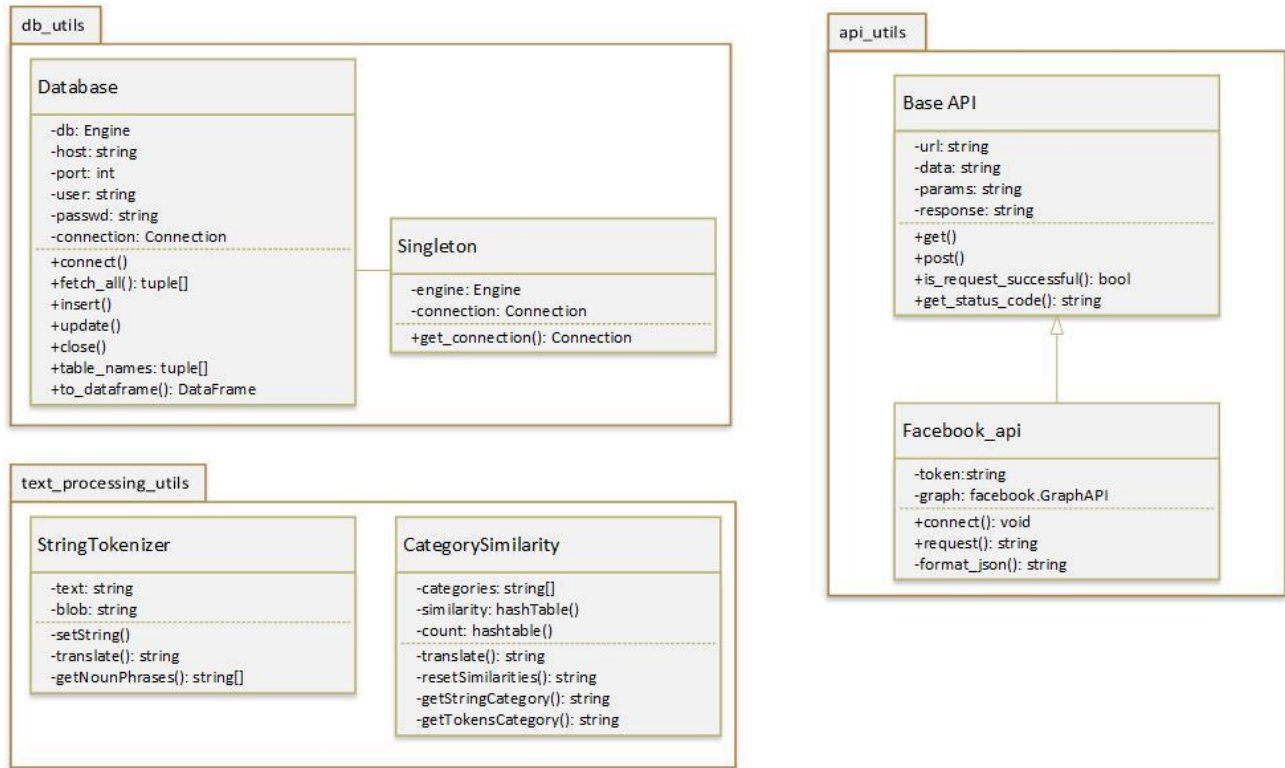 db_utils
Database
-db: Engine
-host: string
-port: int
-user: string
-passwd: string
-connection: Connection
+connect()
+fetch_all(): tuple[]
+insert()
+update()
+close()
+table_names: tuple[]
+to_dataframe(): DataFrame
Singleton
-engine: Engine
-connection: Connection
+get_connection(): Connection
api_utils
Base API
-url: string
-data: string
-params: string
-response: string
+get()
+post()
+is_request_successful(): bool
+get_status_code(): string
Facebook_api
-token:string
-graph: facebook.GraphAPI
+connect(): void
+request(): string
-format_json(): string
text_processing_utils
StringTokenizer
-text: string
-blob: string
-setString()
-translate(): string
-getNounPhrases(): string[]
CategorySimilarity
-categories: string[]
-similarity: hashTable()
-count: hashtable()
-translate(): string
-resetSimilarities(): string
-getStringCategory(): string
-getTokensCategory(): string